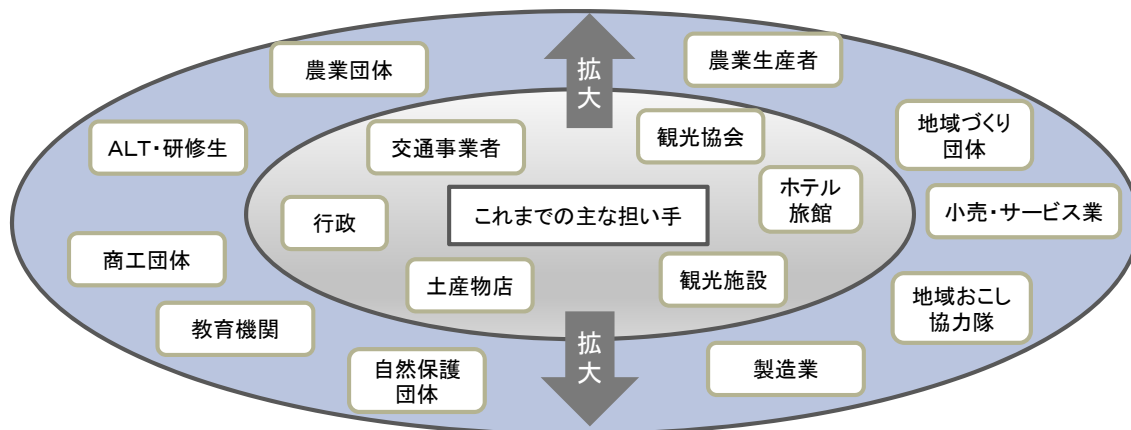 農業団体
拡大
農業生産者
ALT・研修生
交通事業者
観光協会
地域づくり
団体
行政
これまでの主な担い手
ホテル
旅館
小売・サービス業
商工団体
土産物店
観光施設
地域おこし
協力隊
教育機関
自然保護
団体
拡大
製造業